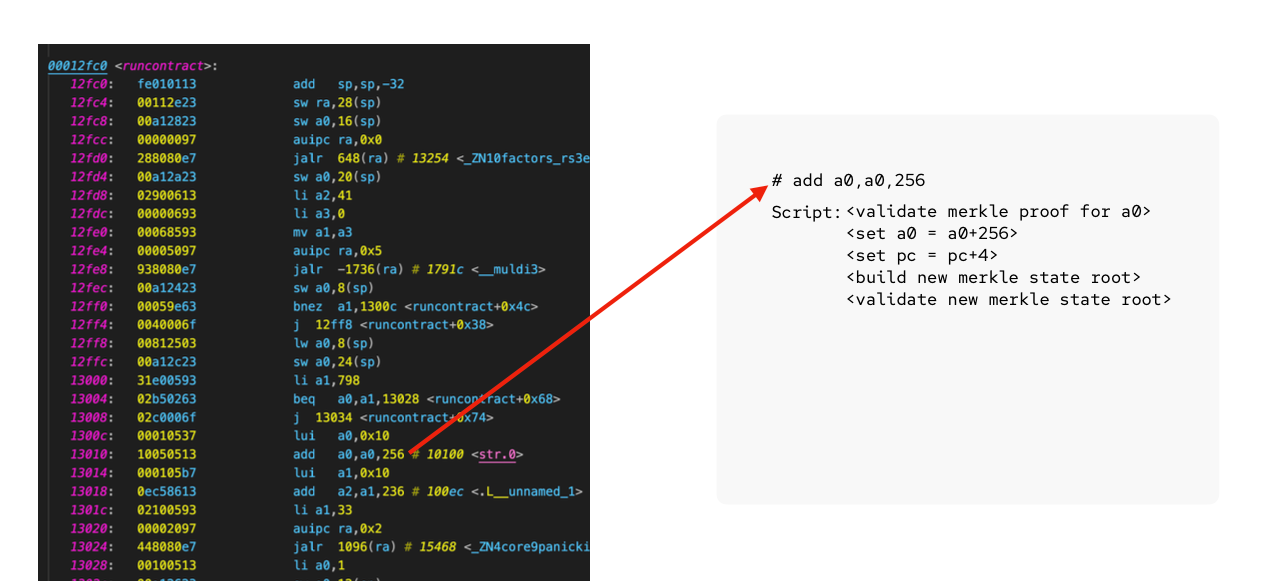 00012fc0 <runcontract>:
12fc0: fe010113 add sp,sp,-32
12fc4: 00112e23 sw ra,28(sp)
12fc8: 00a12823 sw a0,16(sp)
12fcc: 00000097 auipc ra,0x0
12fd0: 288080e7 jalr 648(ra) # 13254 <_ZN10factors_rs3e
12fd4: 00a12a23 sw a0,20(sp)
12fd8: 02900613 li a2,41
12fdc: 00000693 li a3,0
12fe0: 00068593 mv a1,a3
12fe4: 00005097 auipc ra,0x5
12fe8: 938080e7 jalr -1736(ra) # 1791c <__muldi3>
12fec: 00a12423 sw a0,8(sp)
12ff0: 00059e63 bnez a1,1300c <runcontract+0x4c>
12ff4: 0040006f j 12ff8 <runcontract+0x38>
12ff8: 00812503 lw a0,8(sp)
12ffc: 00a12c23 sw a0,24(sp)
13000: 31e00593 li a1,798
13004: 02b50263 beq a0,a1,13028 <runcontract+0x68>
13008: 02c0006f j 13034 <runcontract+0x74>
1300c: 00010537 lui a0,0x10
13010: 10050513 add a0,a0,256 # 10100 <str.0>
13014: 000105b7 lui a1,0x10
13018: 0ec58613 add a2,a1,236 # 100ec <.L__unnamed_1>
1301c: 02100593 li a1,33
13020: 00002097 auipc ra,0x2
13024: 448080e7 jalr 1096(ra) # 15468 <_ZN4core9panicki
13028: 00100513 li a0,1
# add a0,a0,256
Script: <validate merkle proof for a0>
<set a0 = a0+256>
<set pc = pc+4>
<build new merkle state root>
<validate new merkle state root>